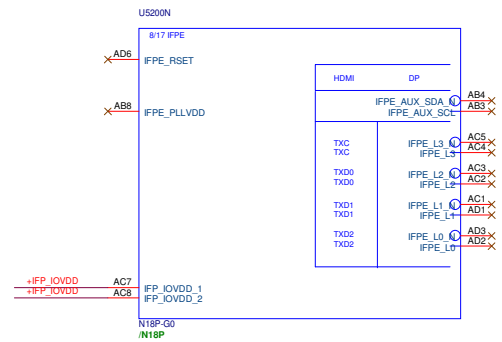 U5200N
8/17 IFPE
AD6 IFPE_RSET
HDMI DP
AB8 IFPE_PLLVDD
IFPE_AUX_SDA_N AB4
IFPE_AUX_SCL AB3
TXC IFPE_L3_N AC5
TXC IFPE_L3 AC4
TXD0 IFPE_L2_N AC3
TXD0 IFPE_L2 AC2
TXD1 IFPE_L1_N AC1
TXD1 IFPE_L1 AD1
TXD2 IFPE_L0_N AD3
TXD2 IFPE_L0 AD2
+IFP_IOVDD AC7 IFP_IOVDD_1
+IFP_IOVDD AC8 IFP_IOVDD_2
N18P-G0
/N18P